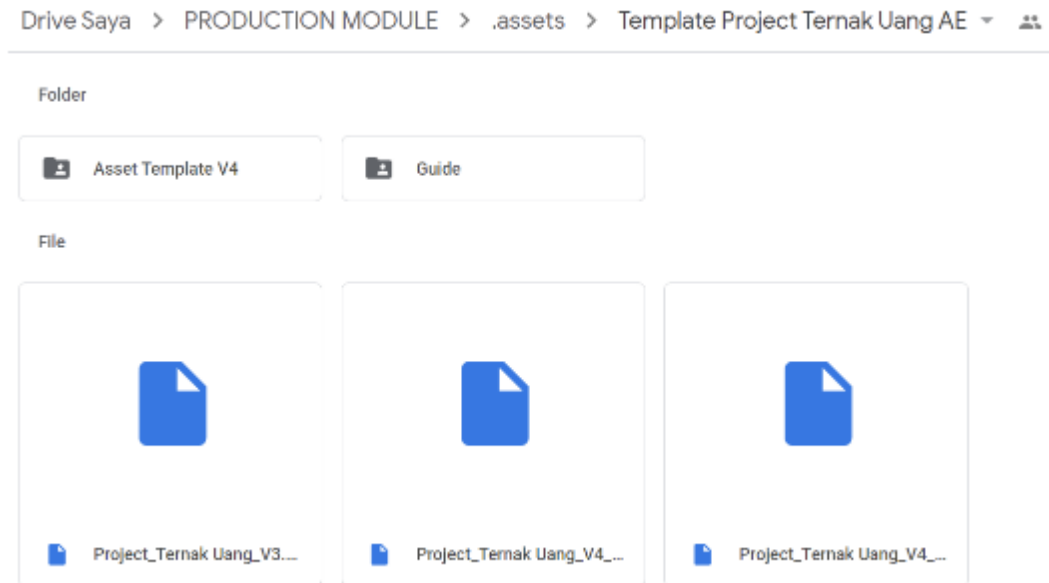 Drive Saya > PRODUCTION MODULE > .assets > Template Project Ternak Uang AE
Folder
Asset Template V4
Guide
File
Project_Ternak Uang_V3....
Project_Ternak Uang_V4_...
Project_Ternak Uang_V4_...